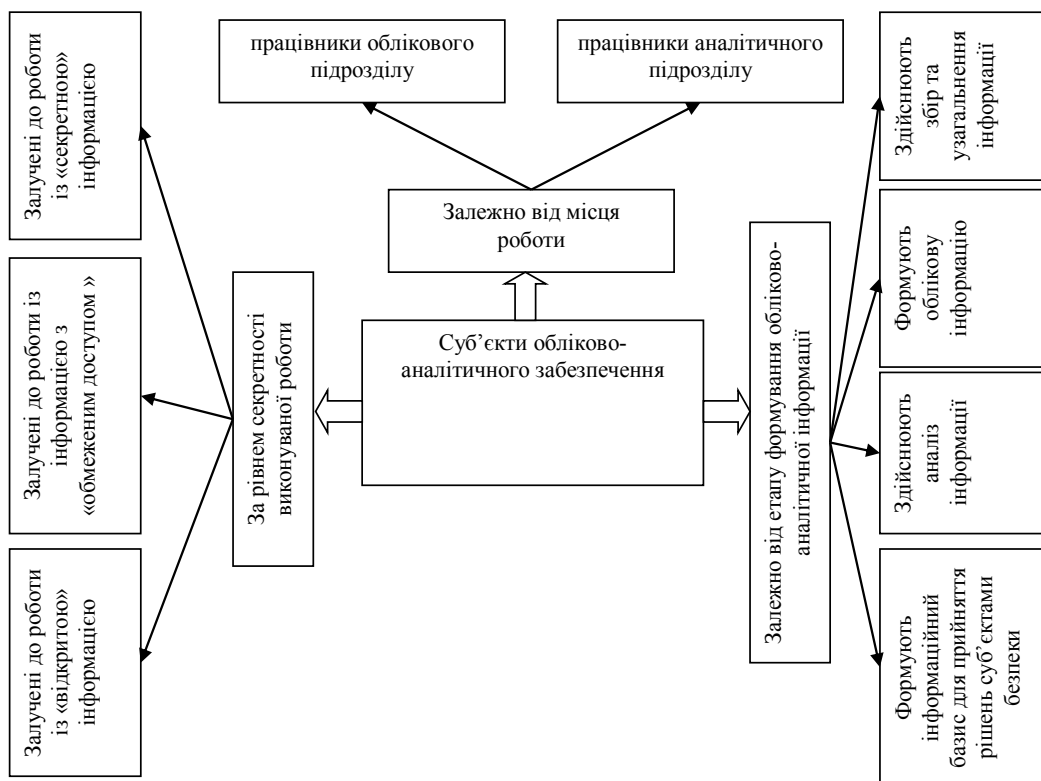 Залучені до роботи
із «секретною»
інформацією
Залучені до роботи із
інформацією з
«обмеженим доступом »
Залучені до роботи
із «відкритою»
інформацією
За рівнем секретності
виконуваної роботи
працівники облікового
підрозділу
працівники аналітичного
підрозділу
Залежно від місця
роботи
Суб’єкти обліково-
аналітичного забезпечення
Залежно від етапу формування обліково-
аналітичної інформації
Здійснюють
збір та
узагальнення
інформації
Формують
облікову
інформацію
Здійснюють
аналіз
інформації
Формують
інформаційний
базис для прийняття
рішень суб’єктами
безпеки